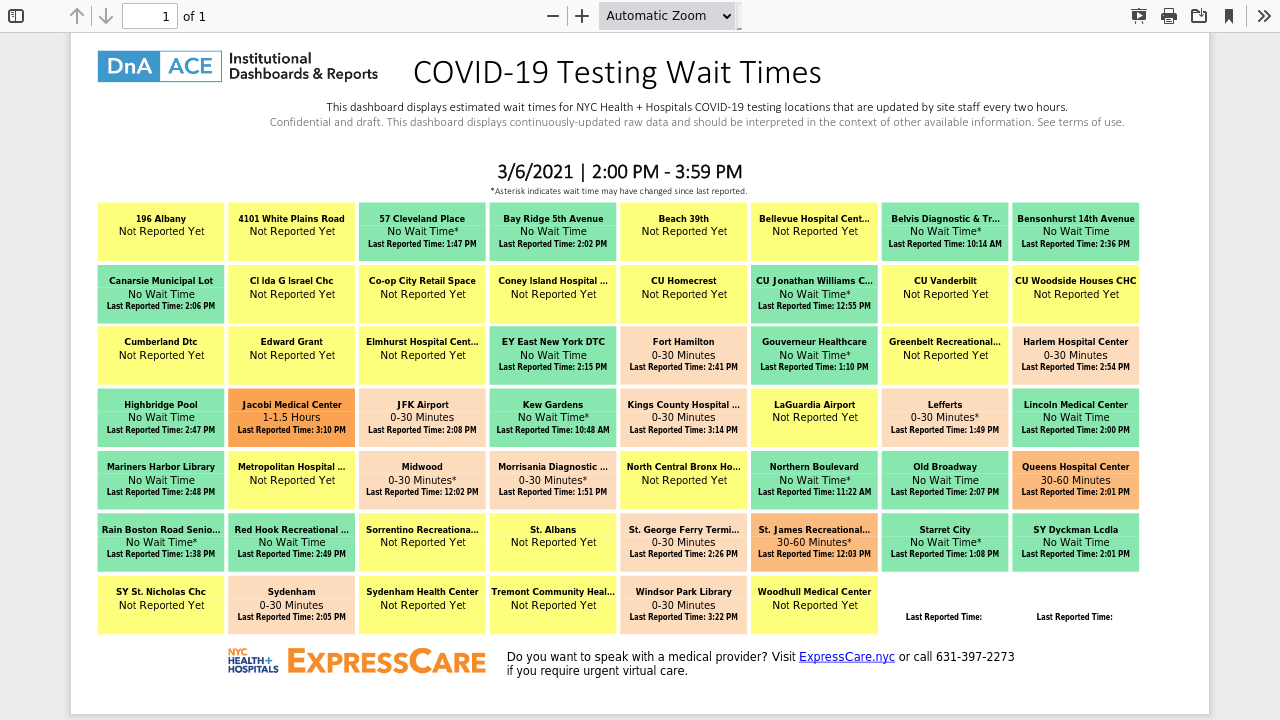 1 of 1 Automatic Zoom
DnA ACE Institutional
Dashboards & Reports
COVID-19 Testing Wait Times
This dashboard displays estimated wait times for NYC Health + Hospitals COVID-19 testing locations that are updated by site staff every two hours.
Confidential and draft. This dashboard displays continuously-updated raw data and should be interpreted in the context of other available information. See terms of use.
3/6/2021 | 2:00 PM - 3:59 PM
*Asterisk indicates wait time may have changed since last reported.
196 Albany
Not Reported Yet
4101 White Plains Road
Not Reported Yet
57 Cleveland Place
No Wait Time*
Last Reported Time: 1:47 PM
Bay Ridge 5th Avenue
No Wait Time
Last Reported Time: 2:02 PM
Beach 39th
Not Reported Yet
Bellevue Hospital Cent...
Not Reported Yet
Belvis Diagnostic & Tr...
No Wait Time*
Last Reported Time: 10:14 AM
Bensonhurst 14th Avenue
No Wait Time
Last Reported Time: 2:36 PM
Canarsie Municipal Lot
No Wait Time
Last Reported Time: 2:06 PM
Cl Ida G Israel Chc
Not Reported Yet
Co-op City Retail Space
Not Reported Yet
Coney Island Hospital ...
Not Reported Yet
CU Homecrest
Not Reported Yet
CU Jonathan Williams C...
No Wait Time*
Last Reported Time: 12:55 PM
CU Vanderbilt
Not Reported Yet
CU Woodside Houses CHC
Not Reported Yet
Cumberland Dtc
Not Reported Yet
Edward Grant
Not Reported Yet
Elmhurst Hospital Cent...
Not Reported Yet
EY East New York DTC
No Wait Time
Last Reported Time: 2:15 PM
Fort Hamilton
0-30 Minutes
Last Reported Time: 2:41 PM
Gouverneur Healthcare
No Wait Time*
Last Reported Time: 1:10 PM
Greenbelt Recreational...
Not Reported Yet
Harlem Hospital Center
0-30 Minutes
Last Reported Time: 2:54 PM
Highbridge Pool
No Wait Time
Last Reported Time: 2:47 PM
Jacobi Medical Center
1-1.5 Hours
Last Reported Time: 3:10 PM
JFK Airport
0-30 Minutes
Last Reported Time: 2:08 PM
Kew Gardens
No Wait Time*
Last Reported Time: 10:48 AM
Kings County Hospital ...
0-30 Minutes
Last Reported Time: 3:14 PM
LaGuardia Airport
Not Reported Yet
Lefferts
0-30 Minutes*
Last Reported Time: 1:49 PM
Lincoln Medical Center
No Wait Time
Last Reported Time: 2:00 PM
Mariners Harbor Library
No Wait Time
Last Reported Time: 2:48 PM
Metropolitan Hospital ...
Not Reported Yet
Midwood
0-30 Minutes*
Last Reported Time: 12:02 PM
Morrisania Diagnostic ...
0-30 Minutes*
Last Reported Time: 1:51 PM
North Central Bronx Ho...
Not Reported Yet
Northern Boulevard
No Wait Time*
Last Reported Time: 11:22 AM
Old Broadway
No Wait Time
Last Reported Time: 2:07 PM
Queens Hospital Center
30-60 Minutes
Last Reported Time: 2:01 PM
Rain Boston Road Senio...
No Wait Time*
Last Reported Time: 1:38 PM
Red Hook Recreational ...
No Wait Time
Last Reported Time: 2:49 PM
Sorrentino Recreationa...
Not Reported Yet
St. Albans
Not Reported Yet
St. George Ferry Termi...
0-30 Minutes
Last Reported Time: 2:26 PM
St. James Recreational...
30-60 Minutes*
Last Reported Time: 12:03 PM
Starret City
No Wait Time*
Last Reported Time: 1:08 PM
SY Dyckman Lcdla
No Wait Time
Last Reported Time: 2:01 PM
SY St. Nicholas Chc
Not Reported Yet
Sydenham
0-30 Minutes
Last Reported Time: 2:05 PM
Sydenham Health Center
Not Reported Yet
Tremont Community Heal...
Not Reported Yet
Windsor Park Library
0-30 Minutes
Last Reported Time: 3:22 PM
Woodhull Medical Center
Not Reported Yet
Last Reported Time:
Last Reported Time:
NYC
HEALTH+
HOSPITALS
EXPRESSCARE
Do you want to speak with a medical provider? Visit ExpressCare.nyc or call 631-397-2273
if you require urgent virtual care.